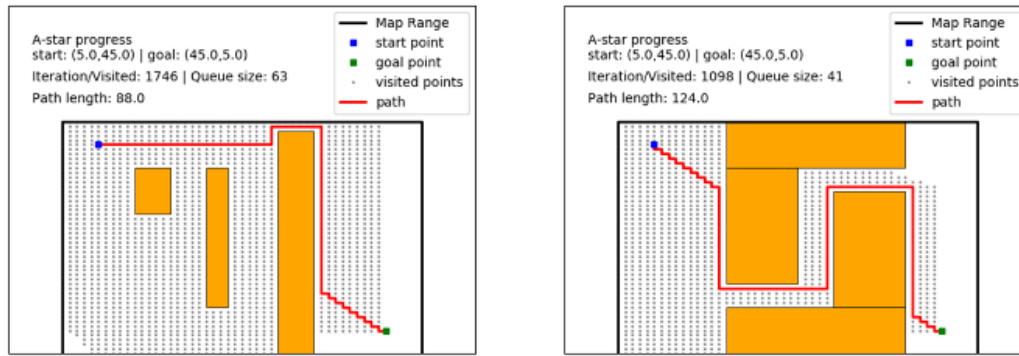 A-star progress
start: (5.0,45.0) | goal: (45.0,5.0)
Iteration/Visited: 1746 | Queue size: 63
Path length: 88.0
Map Range
start point
goal point
visited points
path
A-star progress
start: (5.0,45.0) | goal: (45.0,5.0)
Iteration/Visited: 1098 | Queue size: 41
Path length: 124.0
Map Range
start point
goal point
visited points
path